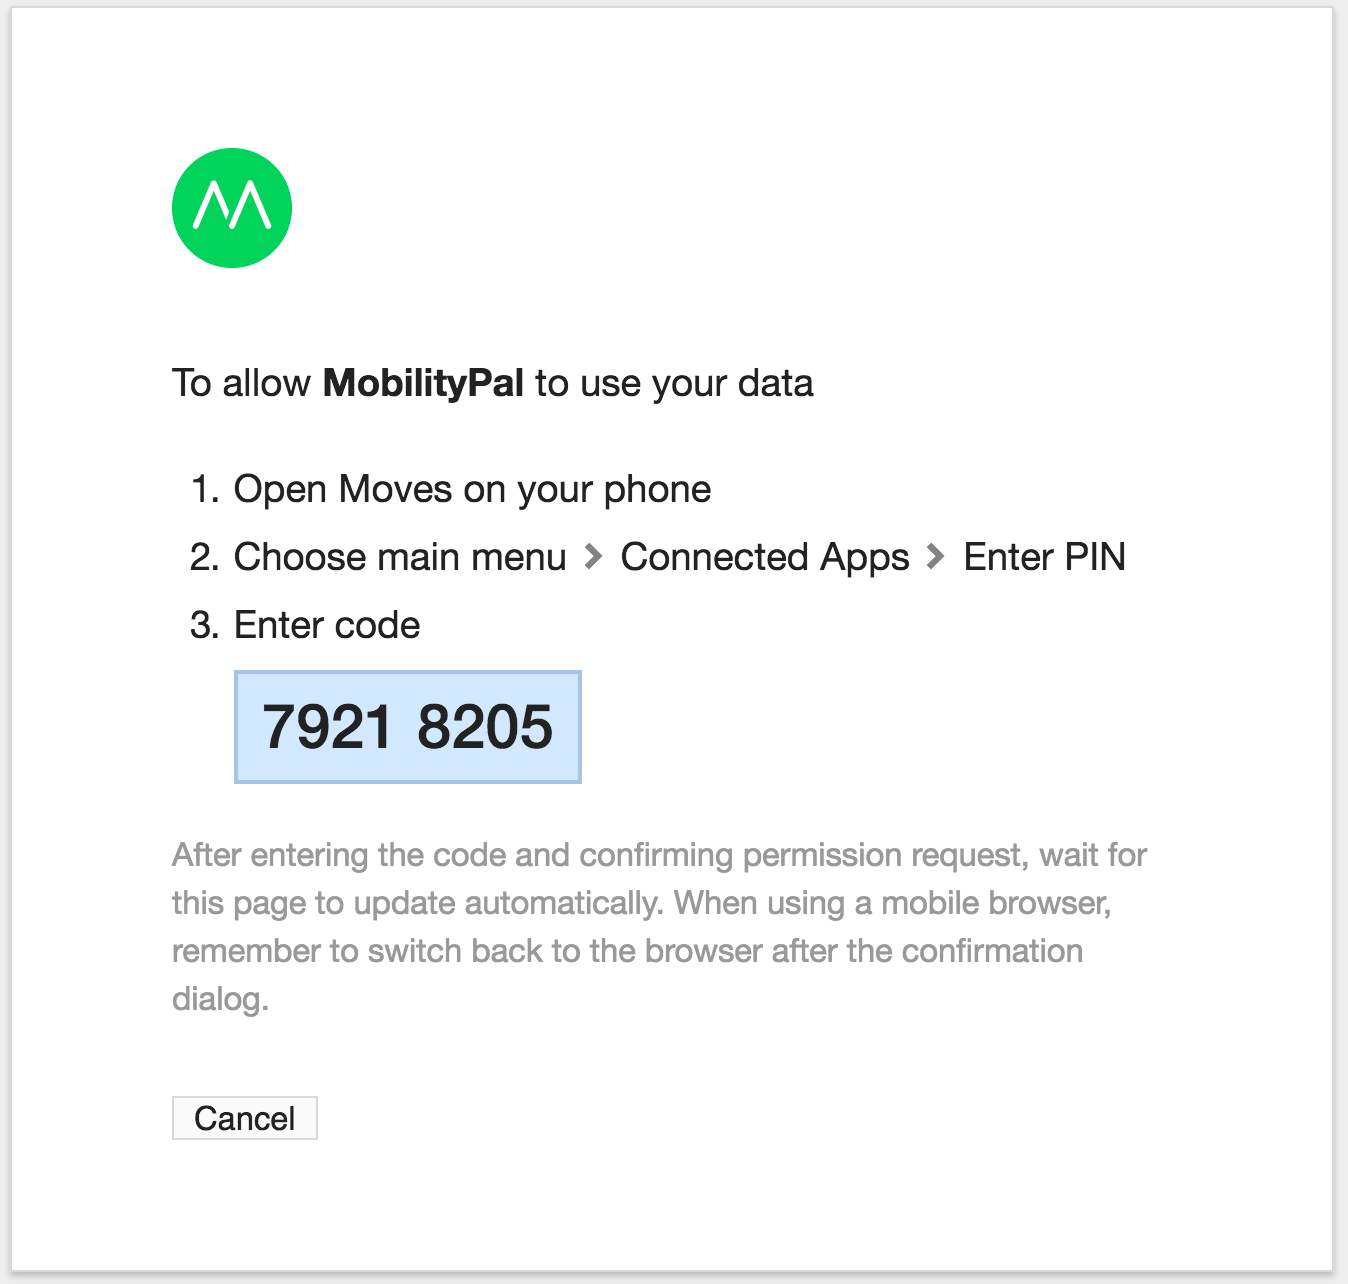 To allow MobilityPal to use your data
1. Open Moves on your phone
2. Choose main menu > Connected Apps > Enter PIN
3. Enter code
7921 8205
After entering the code and confirming permission request, wait for
this page to update automatically. When using a mobile browser,
remember to switch back to the browser after the confirmation
dialog.
Cancel